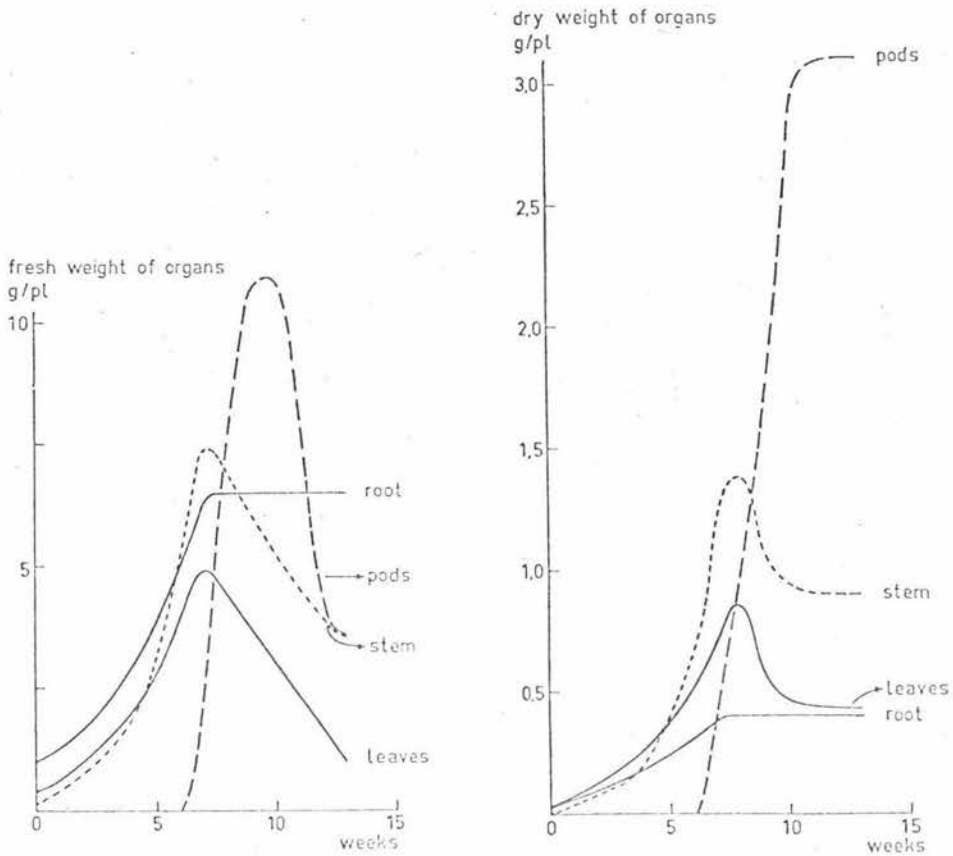 fresh weight of organs
g/pl
10
5
0
5
10
15
weeks
root
pods
stem
leaves
dry weight of organs
g/pl
3,0
2,5
2,0
1,5
1,0
0,5
0
5
10
15
weeks
pods
stem
leaves
root